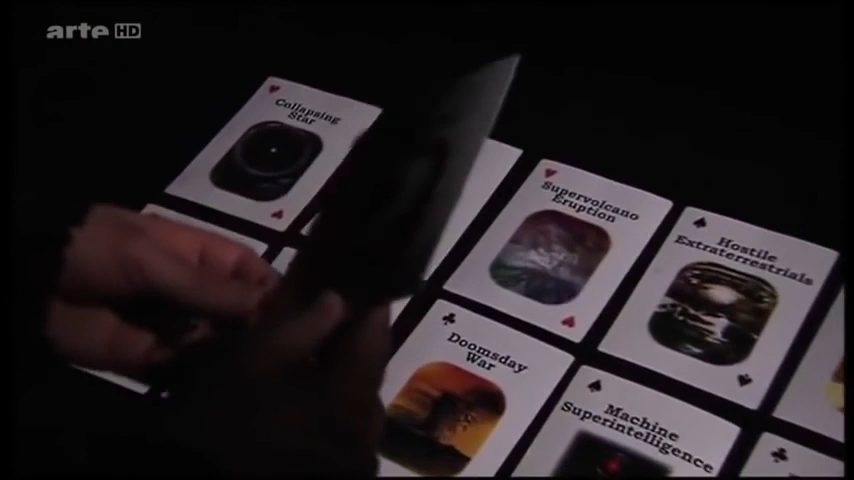 arte HD
Collapsing
Star
Supervolcano
Eruption
Hostile
Extraterrestrials
Doomsday
War
Machine
Superintelligence